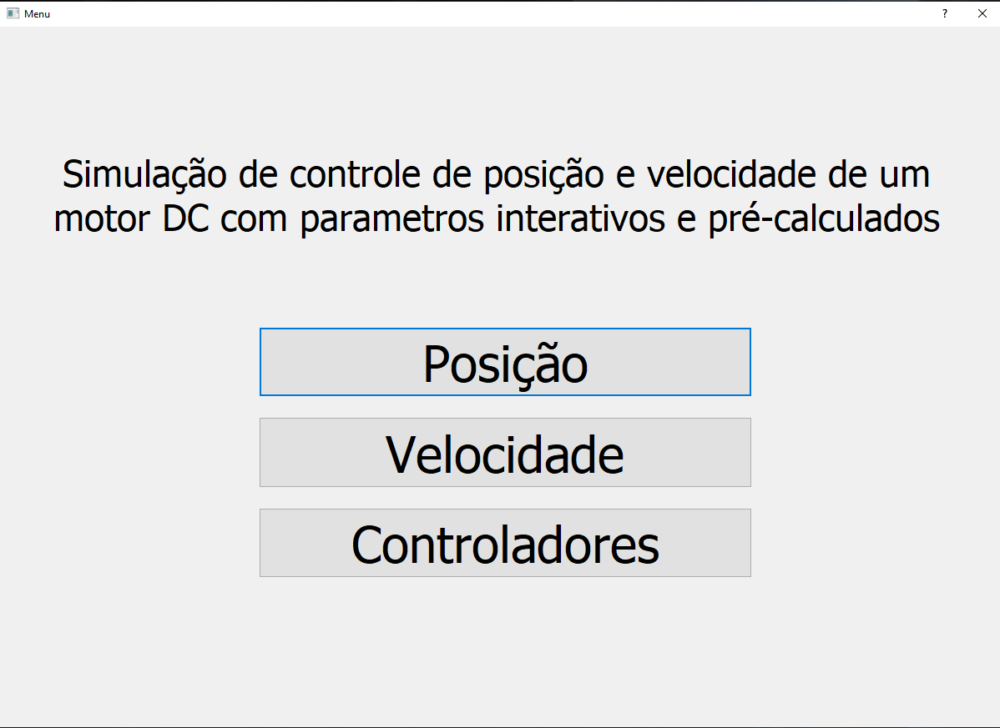 Menu
?
Simulação de controle de posição e velocidade de um
motor DC com parametros interativos e pré-calculados
Posição
Velocidade
Controladores